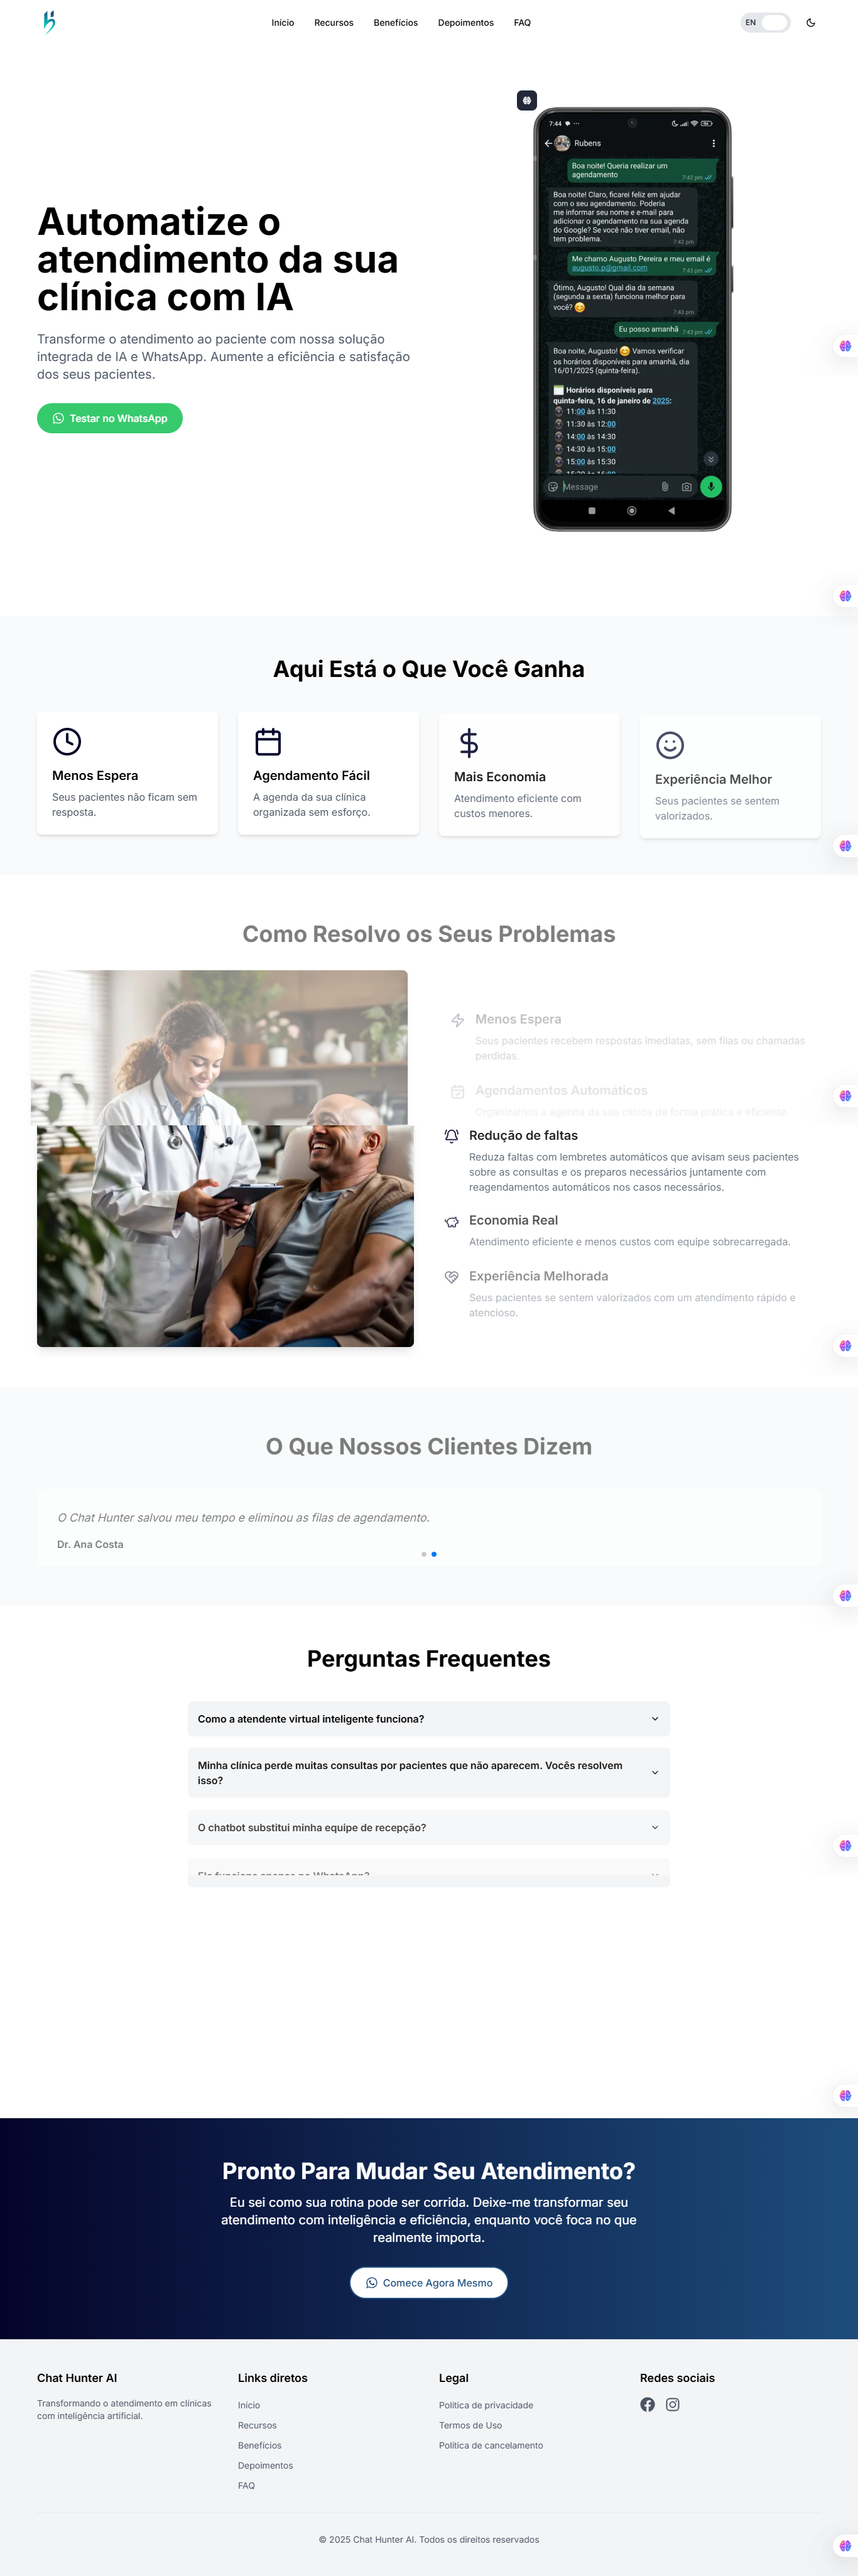 Início Recursos Benefícios Depoimentos FAQ EN
Automatize o
atendimento da sua
clínica com IA
Transforme o atendimento ao paciente com nossa solução
integrada de IA e WhatsApp. Aumente a eficiência e satisfação
dos seus pacientes.
Testar no WhatsApp
7:44
Rubens
Boa noite! Queria realizar um
agendamento
7:42 pm
Boa noite! Claro, ficarei feliz em ajudar
com o seu agendamento. Poderia
me informar seu nome e e-mail para
adicionar o agendamento na sua agenda
do Google? Se você não tiver email, não
tem problema.
7:42 pm
Me chamo Augusto Pereira e meu email é
augusto.p@gmail.com
7:43 pm
Ótimo, Augusto! Qual dia da semana
(segunda a sexta) funciona melhor para
você? 😊
7:43 pm
Eu posso amanhã 7:43 pm
Boa noite, Augusto! 😊 Vamos verificar
os horários disponíveis para amanhã, dia
16/01/2025 (quinta-feira).
Horários disponíveis para
quinta-feira, 16 de janeiro de 2025:
11:00 às 11:30
11:30 às 12:00
14:00 às 14:30
14:30 às 15:00
15:00 às 15:30
15:30 às 16:00
Message
Aqui Está o Que Você Ganha
Menos Espera
Seus pacientes não ficam sem
resposta.
Agendamento Fácil
A agenda da sua clínica
organizada sem esforço.
Mais Economia
Atendimento eficiente com
custos menores.
Experiência Melhor
Seus pacientes se sentem
valorizados.
Como Resolvo os Seus Problemas
Menos Espera
Seus pacientes recebem respostas imediatas, sem filas ou chamadas
perdidas.
Agendamentos Automáticos
Organizamos a agenda da sua clínica de forma prática e eficiente.
Redução de faltas
Reduza faltas com lembretes automáticos que avisam seus pacientes
sobre as consultas e os preparos necessários juntamente com
reagendamentos automáticos nos casos necessários.
Economia Real
Atendimento eficiente e menos custos com equipe sobrecarregada.
Experiência Melhorada
Seus pacientes se sentem valorizados com um atendimento rápido e
atencioso.
O Que Nossos Clientes Dizem
O Chat Hunter salvou meu tempo e eliminou as filas de agendamento.
Dr. Ana Costa
Perguntas Frequentes
Como a atendente virtual inteligente funciona?
Minha clínica perde muitas consultas por pacientes que não aparecem. Vocês resolvem
isso?
O chatbot substitui minha equipe de recepção?
Ele funciona apenas no WhatsApp?
Pronto Para Mudar Seu Atendimento?
Eu sei como sua rotina pode ser corrida. Deixe-me transformar seu
atendimento com inteligência e eficiência, enquanto você foca no que
realmente importa.
Comece Agora Mesmo
Chat Hunter AI
Transformando o atendimento em clínicas
com inteligência artificial.
Links diretos
Início
Recursos
Benefícios
Depoimentos
FAQ
Legal
Política de privacidade
Termos de Uso
Política de cancelamento
Redes sociais
© 2025 Chat Hunter AI. Todos os direitos reservados